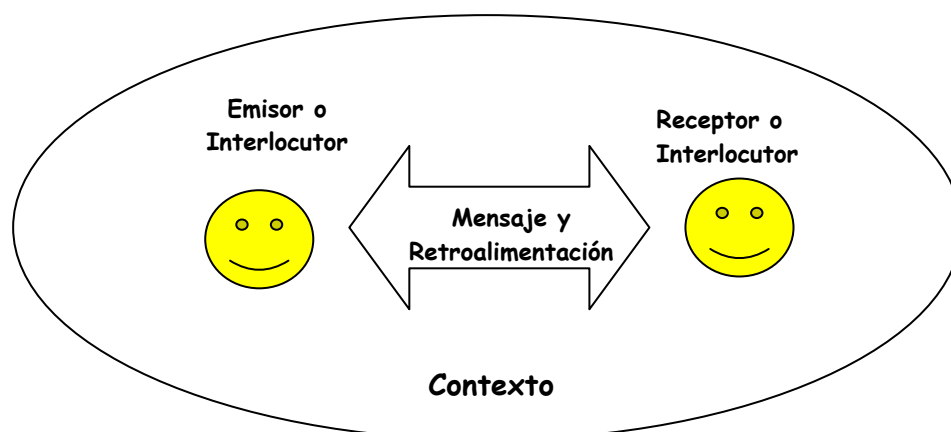 Emisor o
Interlocutor
Receptor o
Interlocutor
Mensaje y
Retroalimentación
Contexto